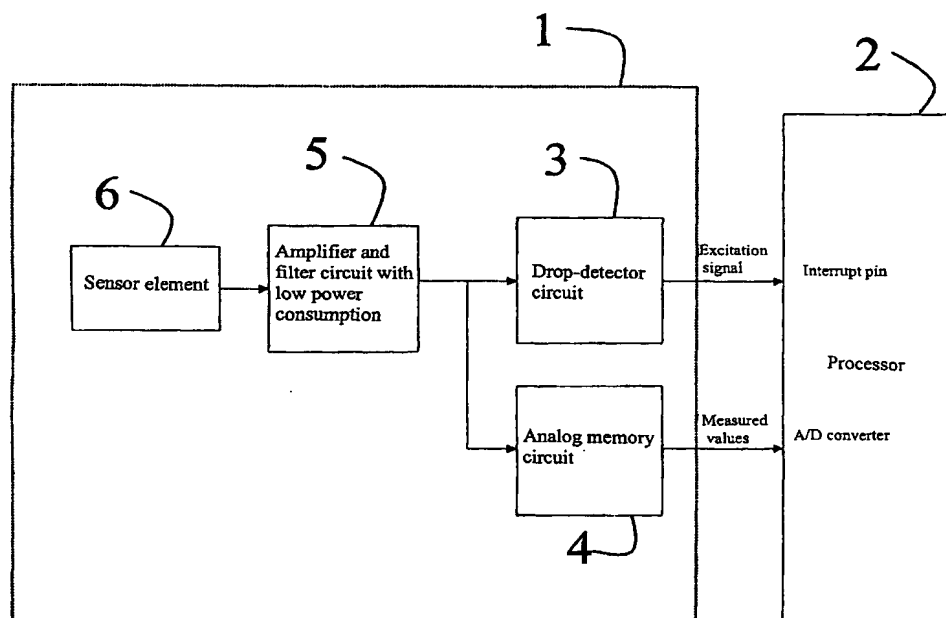 1
2
5
3
6
Sensor element
Amplifier and
filter circuit with
low power
consumption
Drop-detector
circuit
Excitation
signal
Interrupt pin
Processor
Analog memory
circuit
Measured
values
A/D converter
4